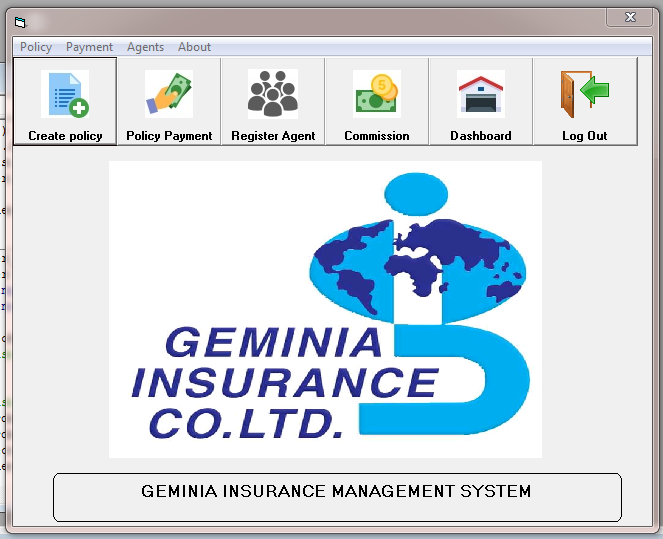 Policy Payment Agents About
Create policy Policy Payment Register Agent Commission Dashboard Log Out
GEMINIA
INSURANCE
CO.LTD.
GEMINIA INSURANCE MANAGEMENT SYSTEM